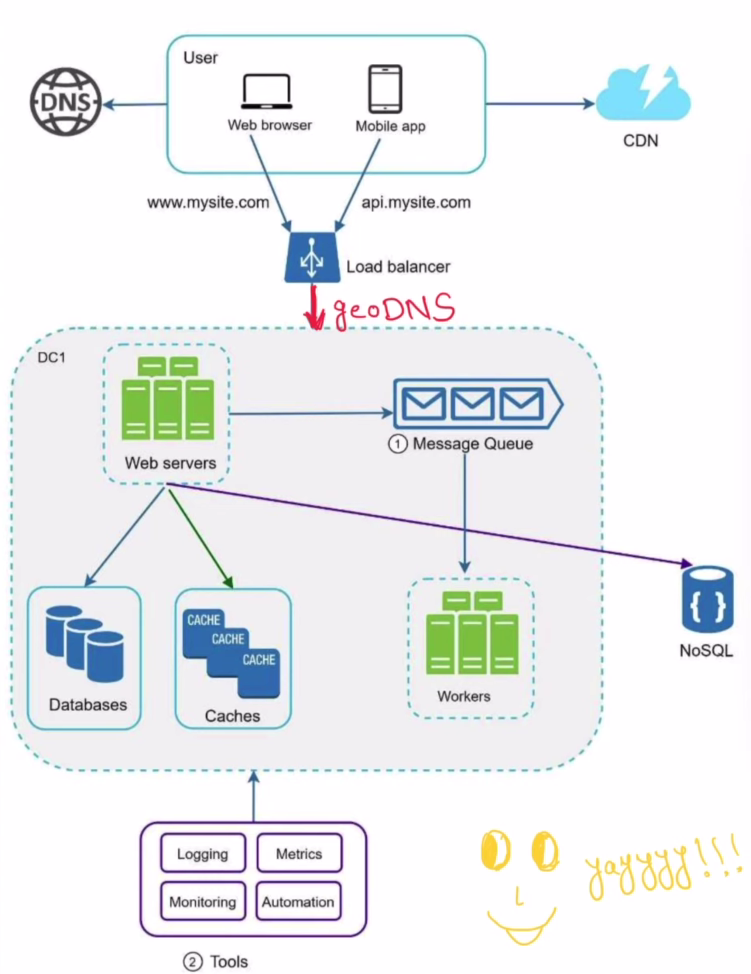 User
DNS
Web browser
Mobile app
CDN
www.mysite.com
api.mysite.com
Load balancer
geoDNS
DC1
Web servers
1 Message Queue
Databases
CACHE
CACHE
CACHE
Caches
Workers
{ }
NoSQL
Logging
Metrics
Monitoring
Automation
yayyyyy!!!
2 Tools